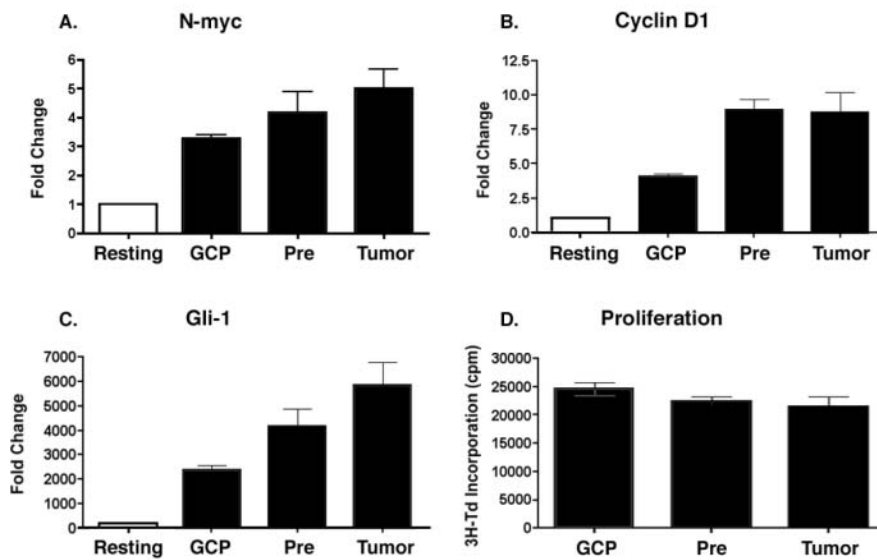 A. N-myc
Fold Change
6
5
4
3
2
1
0
Resting GCP Pre Tumor
B. Cyclin D1
Fold Change
12.5
10.0
7.5
5.0
2.5
0.0
Resting GCP Pre Tumor
C. Gli-1
Fold Change
7000
6000
5000
4000
3000
2000
1000
0
Resting GCP Pre Tumor
D. Proliferation
3H-Td Incorporation (cpm)
30000
25000
20000
15000
10000
5000
0
GCP Pre Tumor